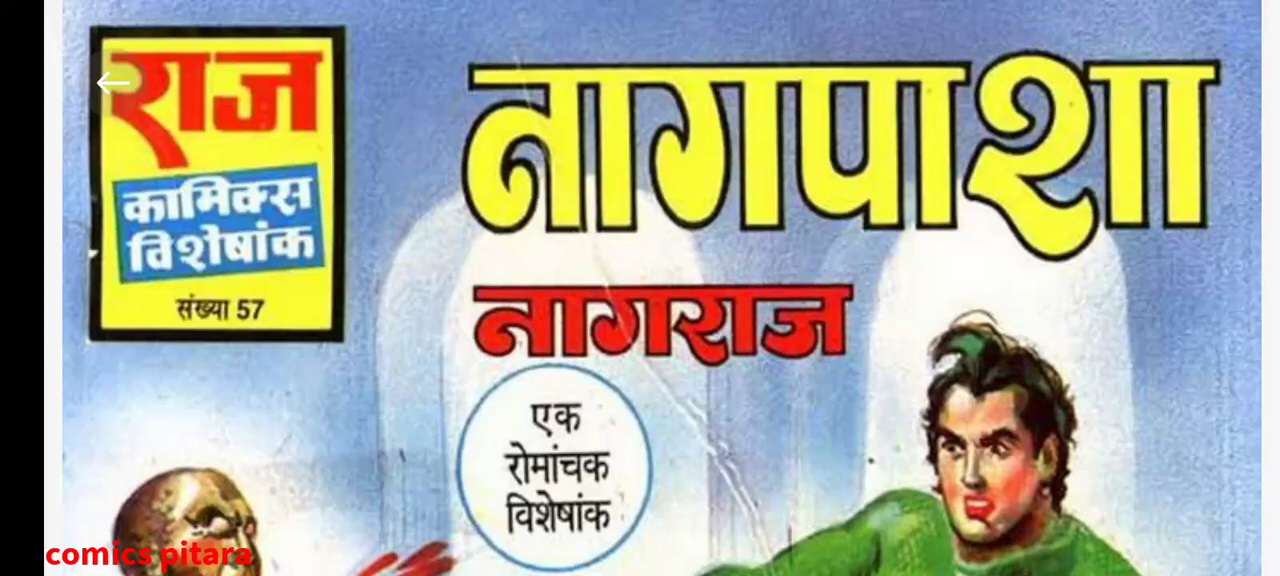 राज
कामिक्स
विशेषांक
संख्या 57
नागपाशा
नागराज
एक
रोमांचक
विशेषांक
comics pitara